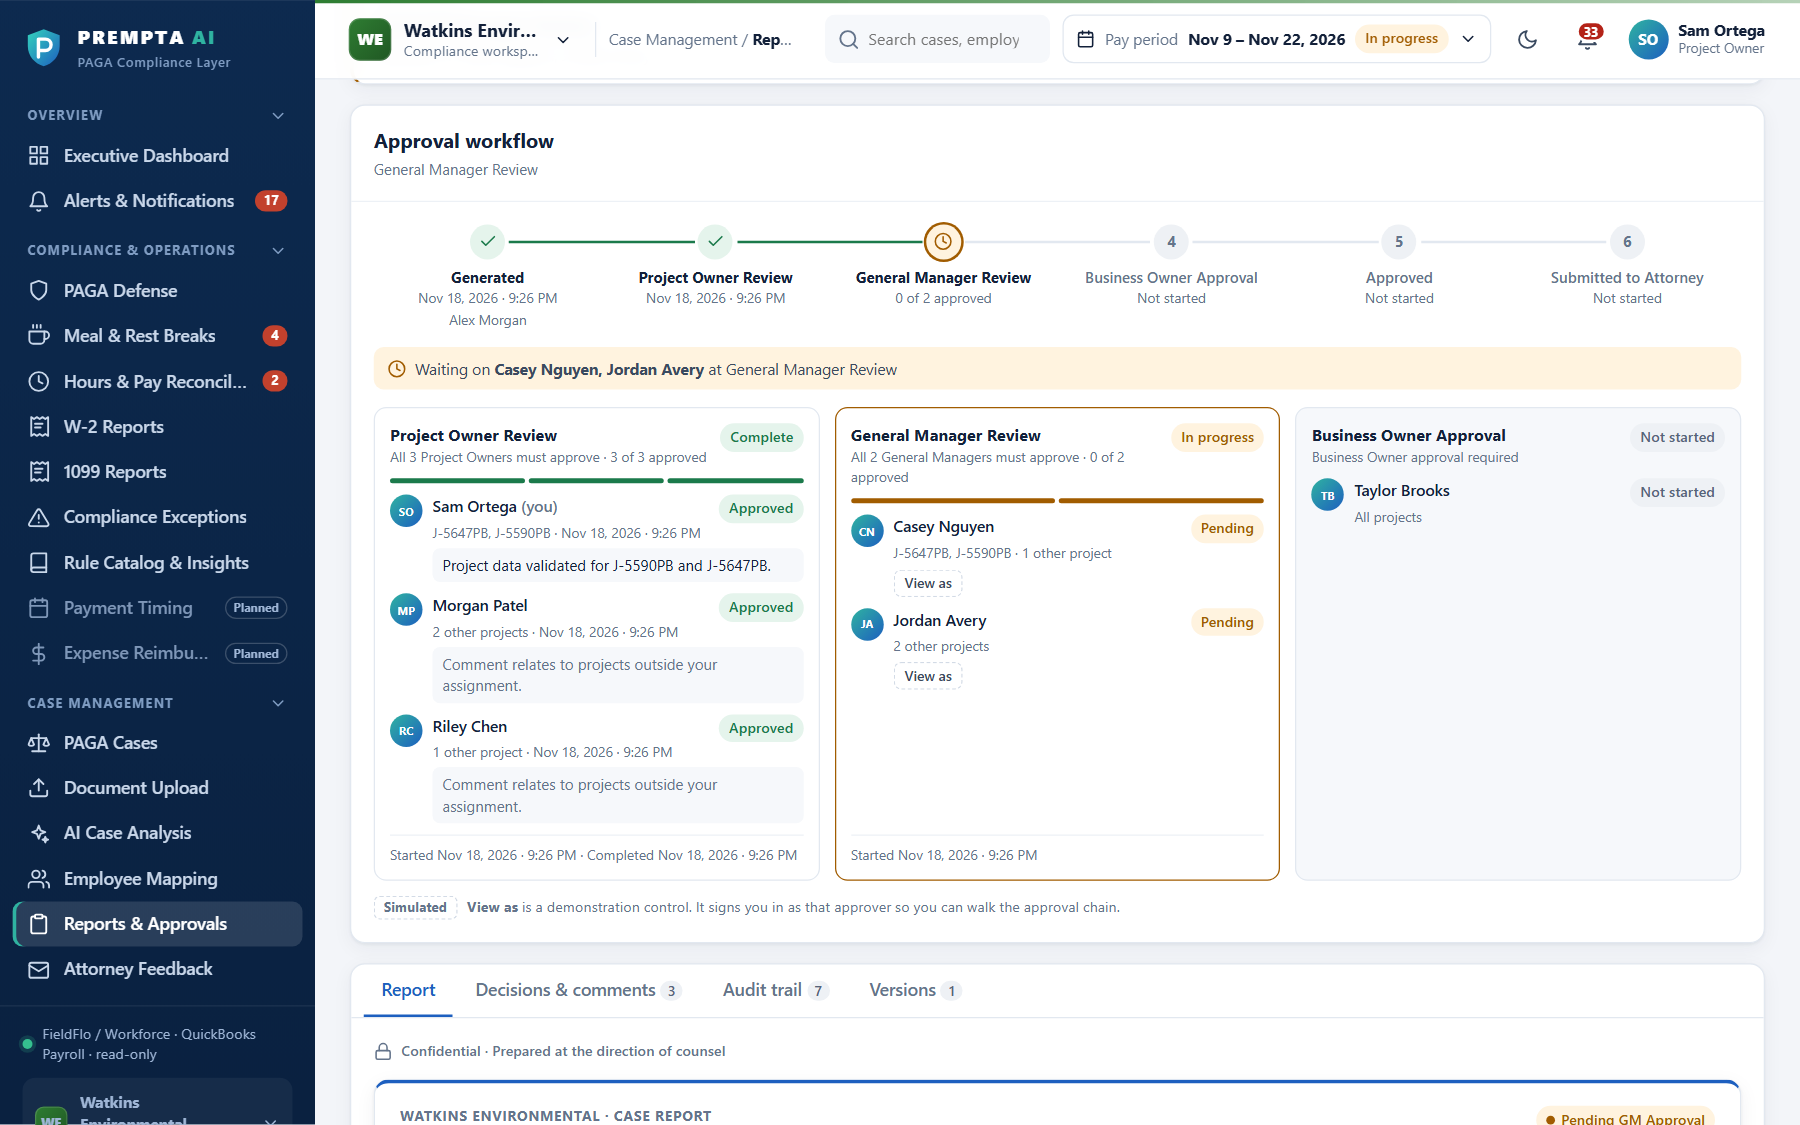 PREMPTA AI
PAGA Compliance Layer
OVERVIEW
Executive Dashboard
Alerts & Notifications 17
COMPLIANCE & OPERATIONS
PAGA Defense
Meal & Rest Breaks 4
Hours & Pay Reconcil... 2
W-2 Reports
1099 Reports
Compliance Exceptions
Rule Catalog & Insights
Payment Timing Planned
Expense Reimbu... Planned
CASE MANAGEMENT
PAGA Cases
Document Upload
AI Case Analysis
Employee Mapping
Reports & Approvals
Attorney Feedback
FieldFlo / Workforce · QuickBooks
Payroll · read-only
WE
Watkins
Environmental
WE
Watkins Envir...
Compliance worksp...
Case Management / Rep...
Search cases, employ
Pay period Nov 9 – Nov 22, 2026 In progress
33
SO
Sam Ortega
Project Owner
Approval workflow
General Manager Review
4 5 6
Generated
Nov 18, 2026 · 9:26 PM
Alex Morgan
Project Owner Review
Nov 18, 2026 · 9:26 PM
General Manager Review
0 of 2 approved
Business Owner Approval
Not started
Approved
Not started
Submitted to Attorney
Not started
Waiting on Casey Nguyen, Jordan Avery at General Manager Review
Project Owner Review Complete
All 3 Project Owners must approve · 3 of 3 approved
SO Sam Ortega (you) Approved
J-5647PB, J-5590PB · Nov 18, 2026 · 9:26 PM
Project data validated for J-5590PB and J-5647PB.
MP Morgan Patel Approved
2 other projects · Nov 18, 2026 · 9:26 PM
Comment relates to projects outside your
assignment.
RC Riley Chen Approved
1 other project · Nov 18, 2026 · 9:26 PM
Comment relates to projects outside your
assignment.
Started Nov 18, 2026 · 9:26 PM · Completed Nov 18, 2026 · 9:26 PM
General Manager Review In progress
All 2 General Managers must approve · 0 of 2
approved
CN Casey Nguyen Pending
J-5647PB, J-5590PB · 1 other project
View as
JA Jordan Avery Pending
2 other projects
View as
Started Nov 18, 2026 · 9:26 PM
Business Owner Approval Not started
Business Owner approval required
TB Taylor Brooks Not started
All projects
Simulated View as is a demonstration control. It signs you in as that approver so you can walk the approval chain.
Report Decisions & comments 3 Audit trail 7 Versions 1
Confidential · Prepared at the direction of counsel
WATKINS ENVIRONMENTAL · CASE REPORT
Pending GM Approval